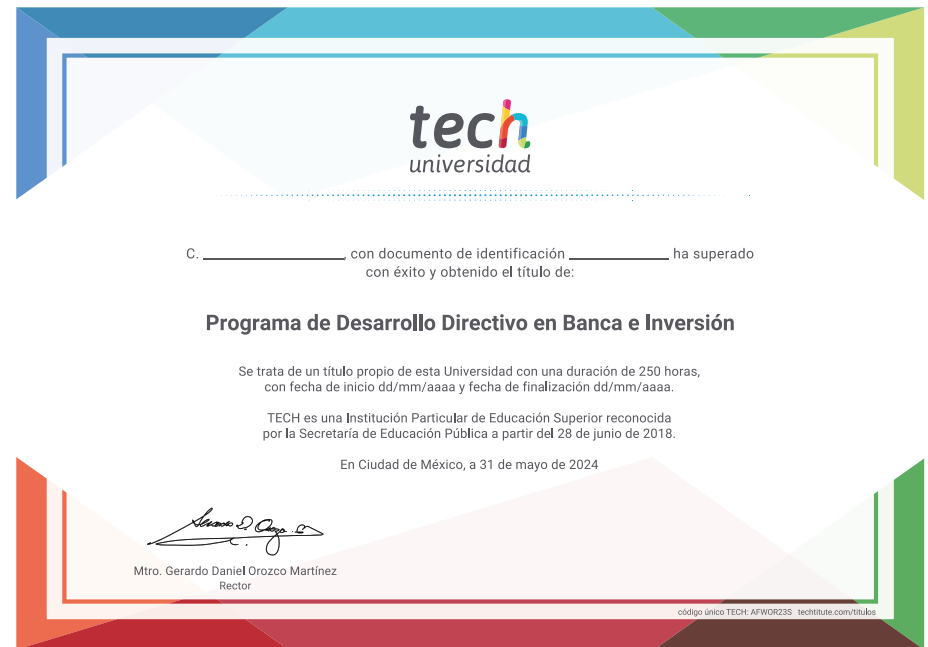 tech
universidad
C. ____________________, con documento de identificación ______________ ha superado
con éxito y obtenido el título de:
Programa de Desarrollo Directivo en Banca e Inversión
Se trata de un título propio de esta Universidad con una duración de 250 horas,
con fecha de inicio dd/mm/aaaa y fecha de finalización dd/mm/aaaa.
TECH es una Institución Particular de Educación Superior reconocida
por la Secretaría de Educación Pública a partir del 28 de junio de 2018.
En Ciudad de México, a 31 de mayo de 2024
Mtro. Gerardo Daniel Orozco Martínez
Rector
código único TECH: AFWOR23S techtitute.com/titulos